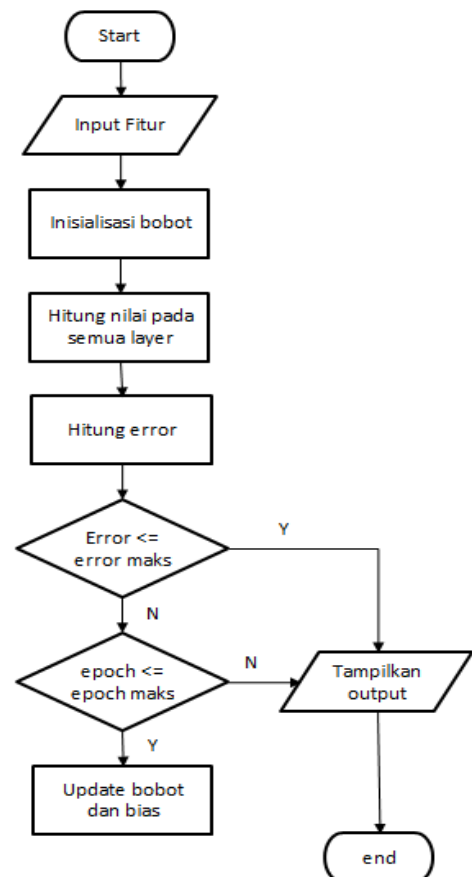 Start
Input Fitur
Inisialisasi bobot
Hitung nilai pada
semua layer
Hitung error
Error <=
error maks
Y
N
epoch <=
epoch maks
N
Tampilkan
output
Y
Update bobot
dan bias
end